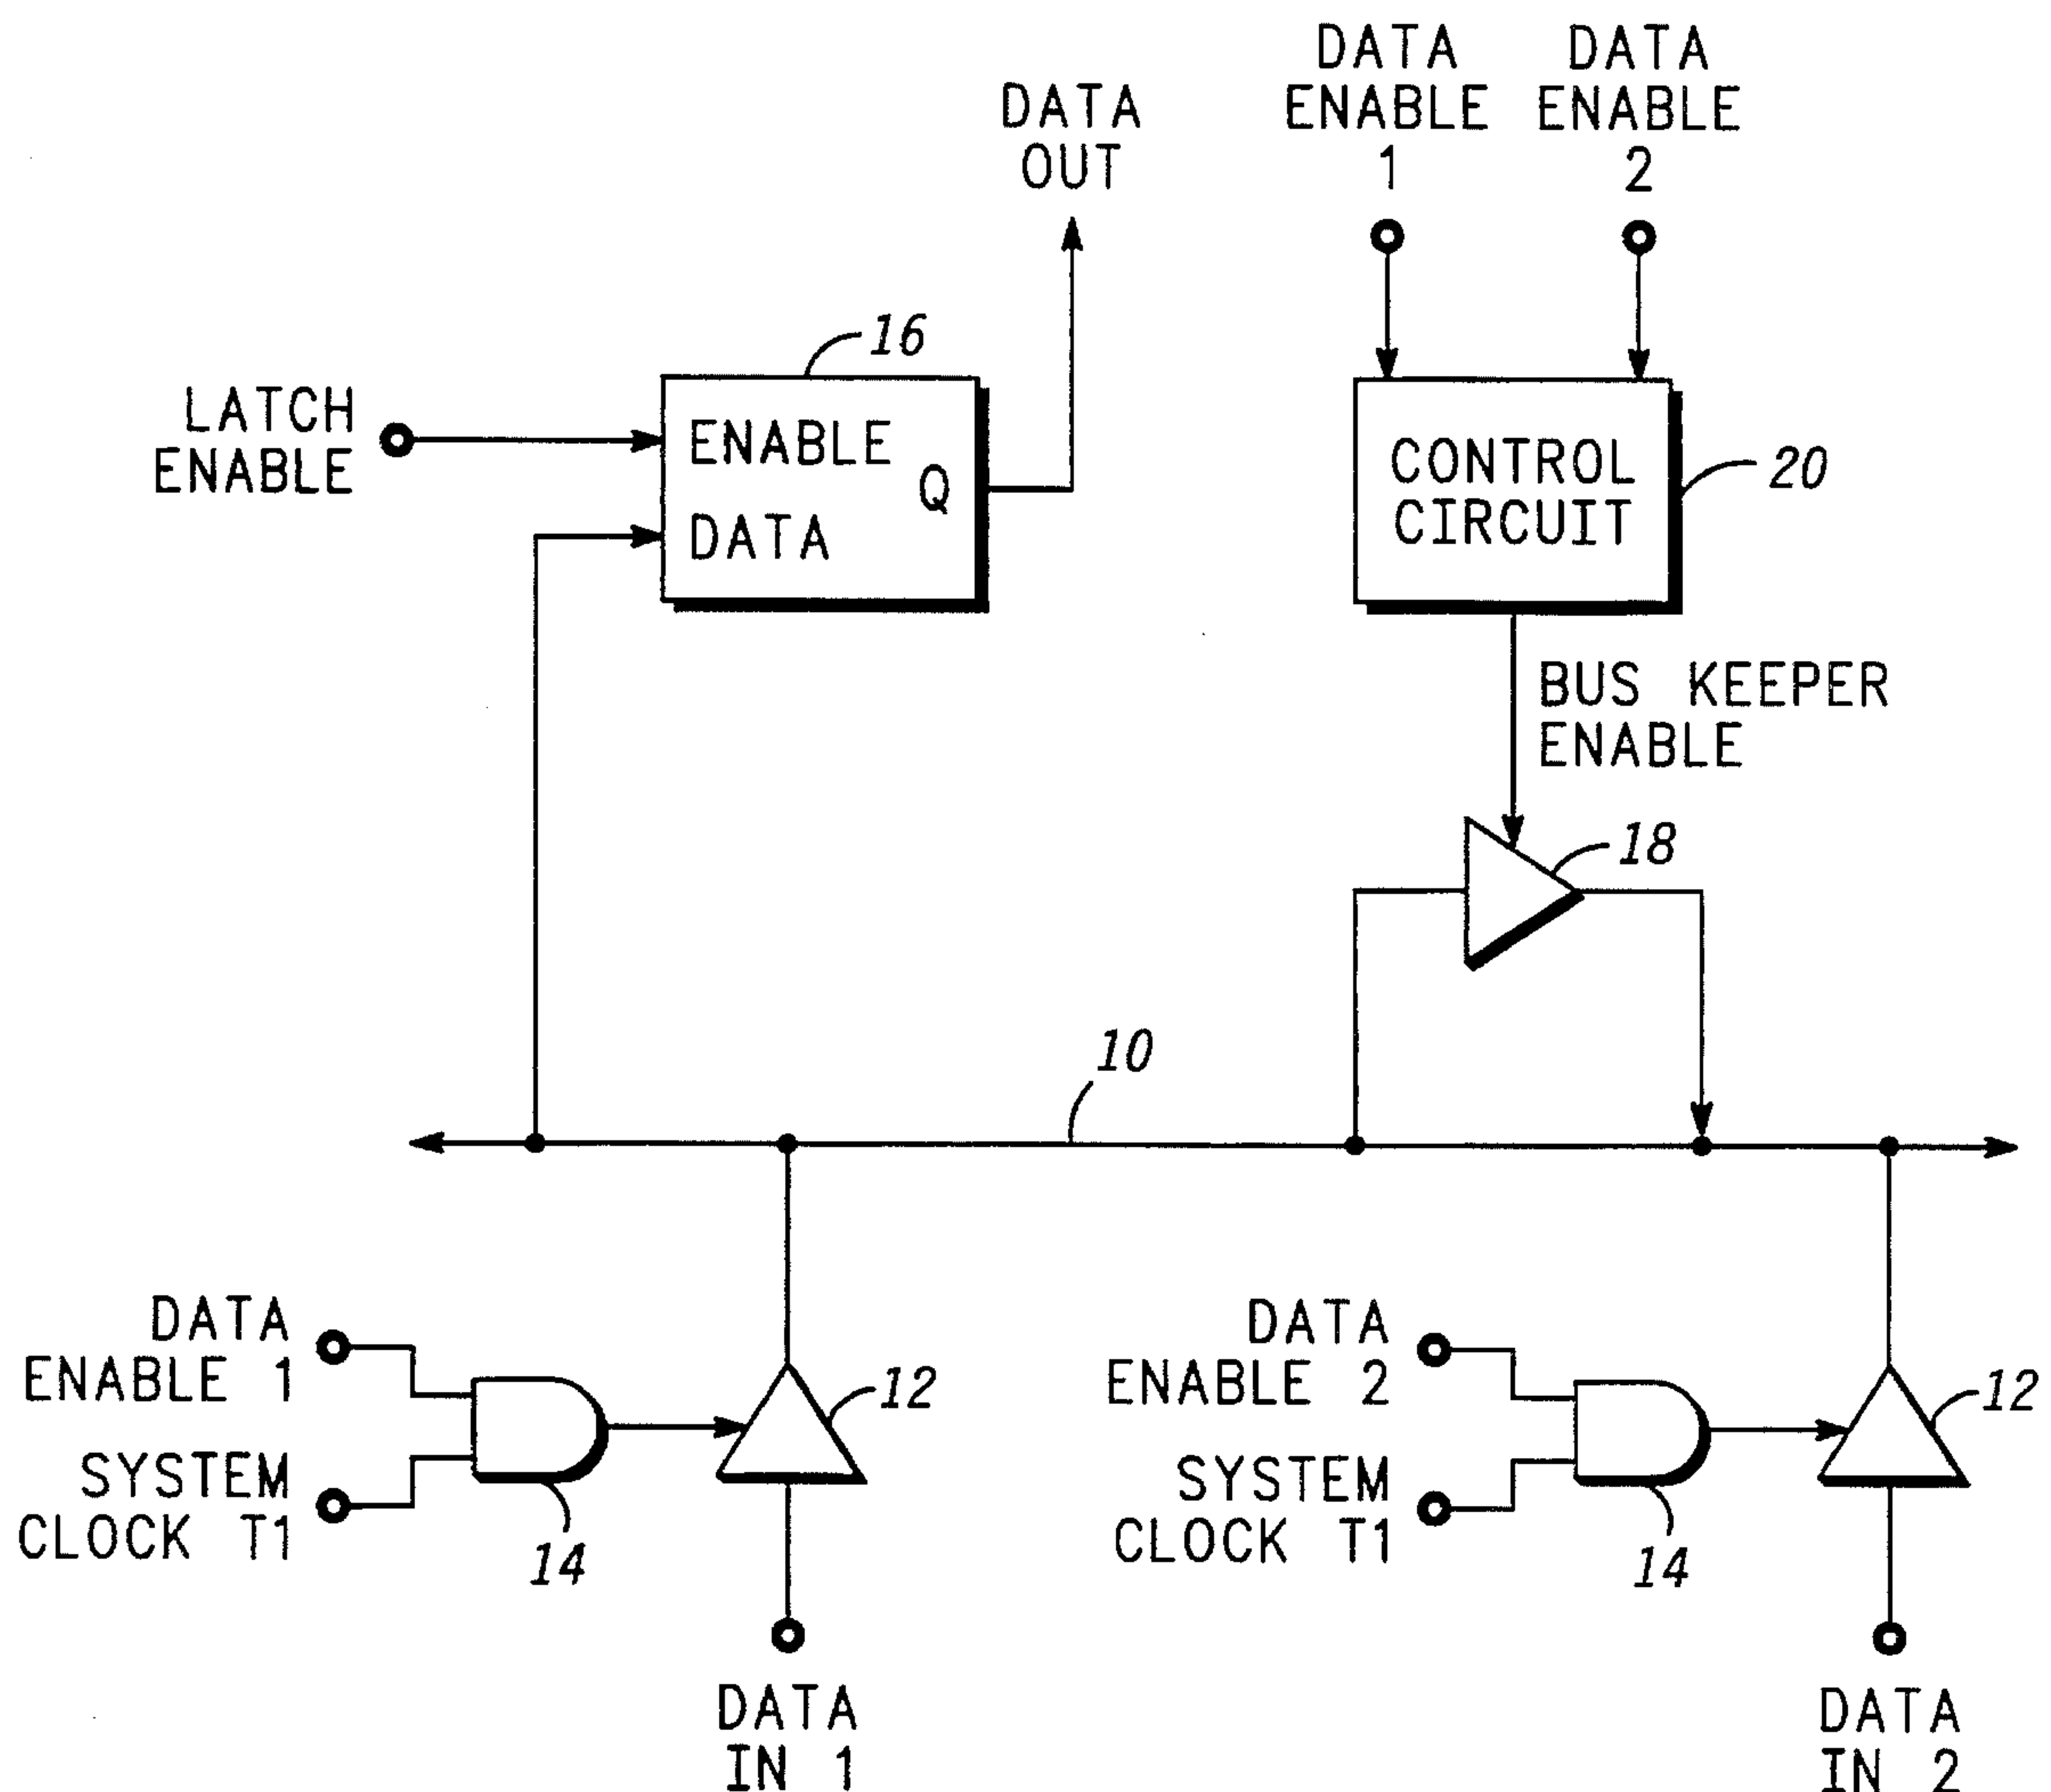 DATA
ENABLE
1
DATA
ENABLE
2
DATA
OUT
16
LATCH
ENABLE
ENABLE
Q
DATA
CONTROL
CIRCUIT
20
BUS KEEPER
ENABLE
18
10
DATA
ENABLE 1
SYSTEM
CLOCK T1
14
12
DATA
IN 1
DATA
ENABLE 2
SYSTEM
CLOCK T1
14
12
DATA
IN 2